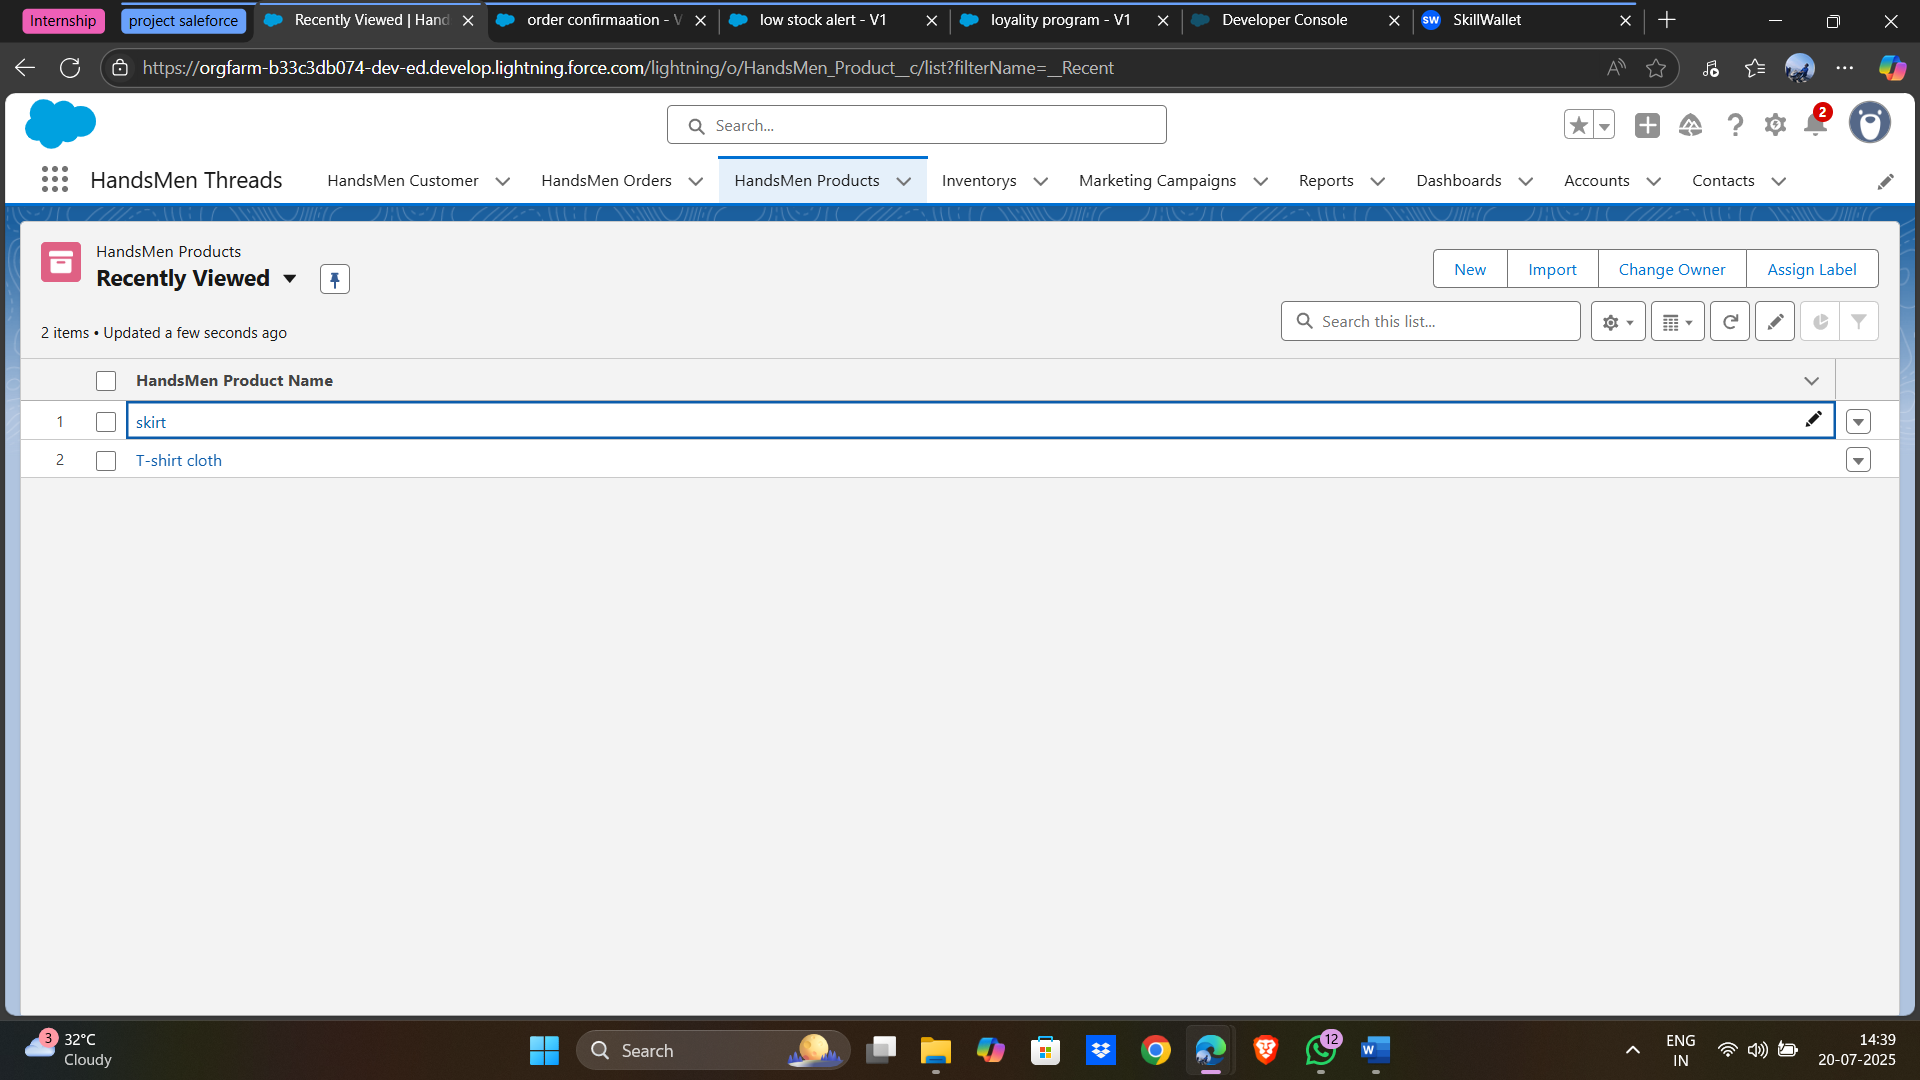 Internship
project saleforce
Recently Viewed | Hand
order confirmaation - V
low stock alert - V1
loyality program - V1
Developer Console
SW
SkillWallet
https://orgfarm-b33c3db074-dev-ed.develop.lightning.force.com/lightning/o/HandsMen_Product__c/list?filterName=__Recent
Search...
2
HandsMen Threads
HandsMen Customer
HandsMen Orders
HandsMen Products
Inventorys
Marketing Campaigns
Reports
Dashboards
Accounts
Contacts
HandsMen Products
Recently Viewed
New
Import
Change Owner
Assign Label
2 items • Updated a few seconds ago
Search this list...
HandsMen Product Name
1
skirt
2
T-shirt cloth
3
32°C
Cloudy
Search
12
W
ENG
IN
14:39
20-07-2025